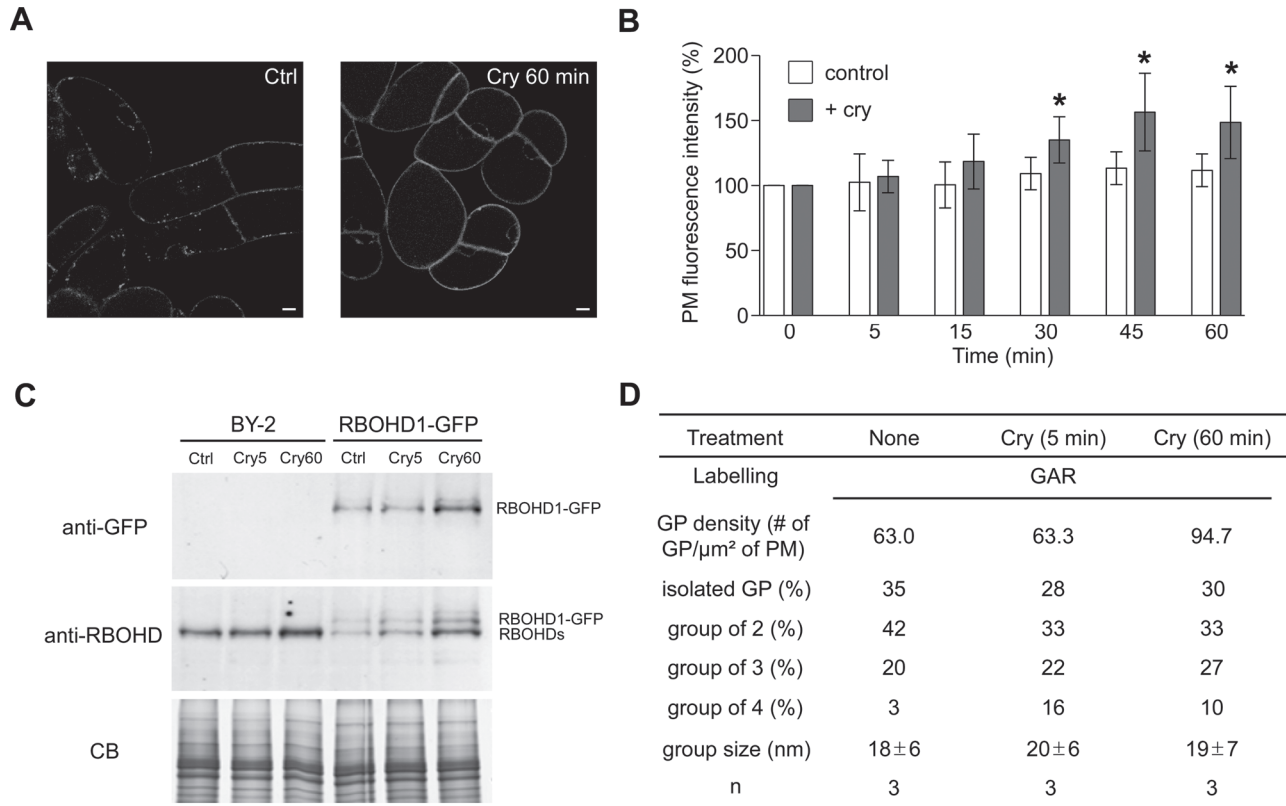 A
Ctrl
Cry 60 min
B
PM fluorescence intensity (%)
200
150
100
50
0
control
+ cry
*
*
*
0 5 15 30 45 60
Time (min)
C
BY-2 RBOHD1-GFP
Ctrl Cry5 Cry60 Ctrl Cry5 Cry60
anti-GFP
RBOHD1-GFP
anti-RBOHD
RBOHD1-GFP
RBOHDs
CB
D
Treatment None Cry (5 min) Cry (60 min)
Labelling GAR
GP density (# of
GP/µm² of PM) 63.0 63.3 94.7
isolated GP (%) 35 28 30
group of 2 (%) 42 33 33
group of 3 (%) 20 22 27
group of 4 (%) 3 16 10
group size (nm) 18±6 20±6 19±7
n 3 3 3